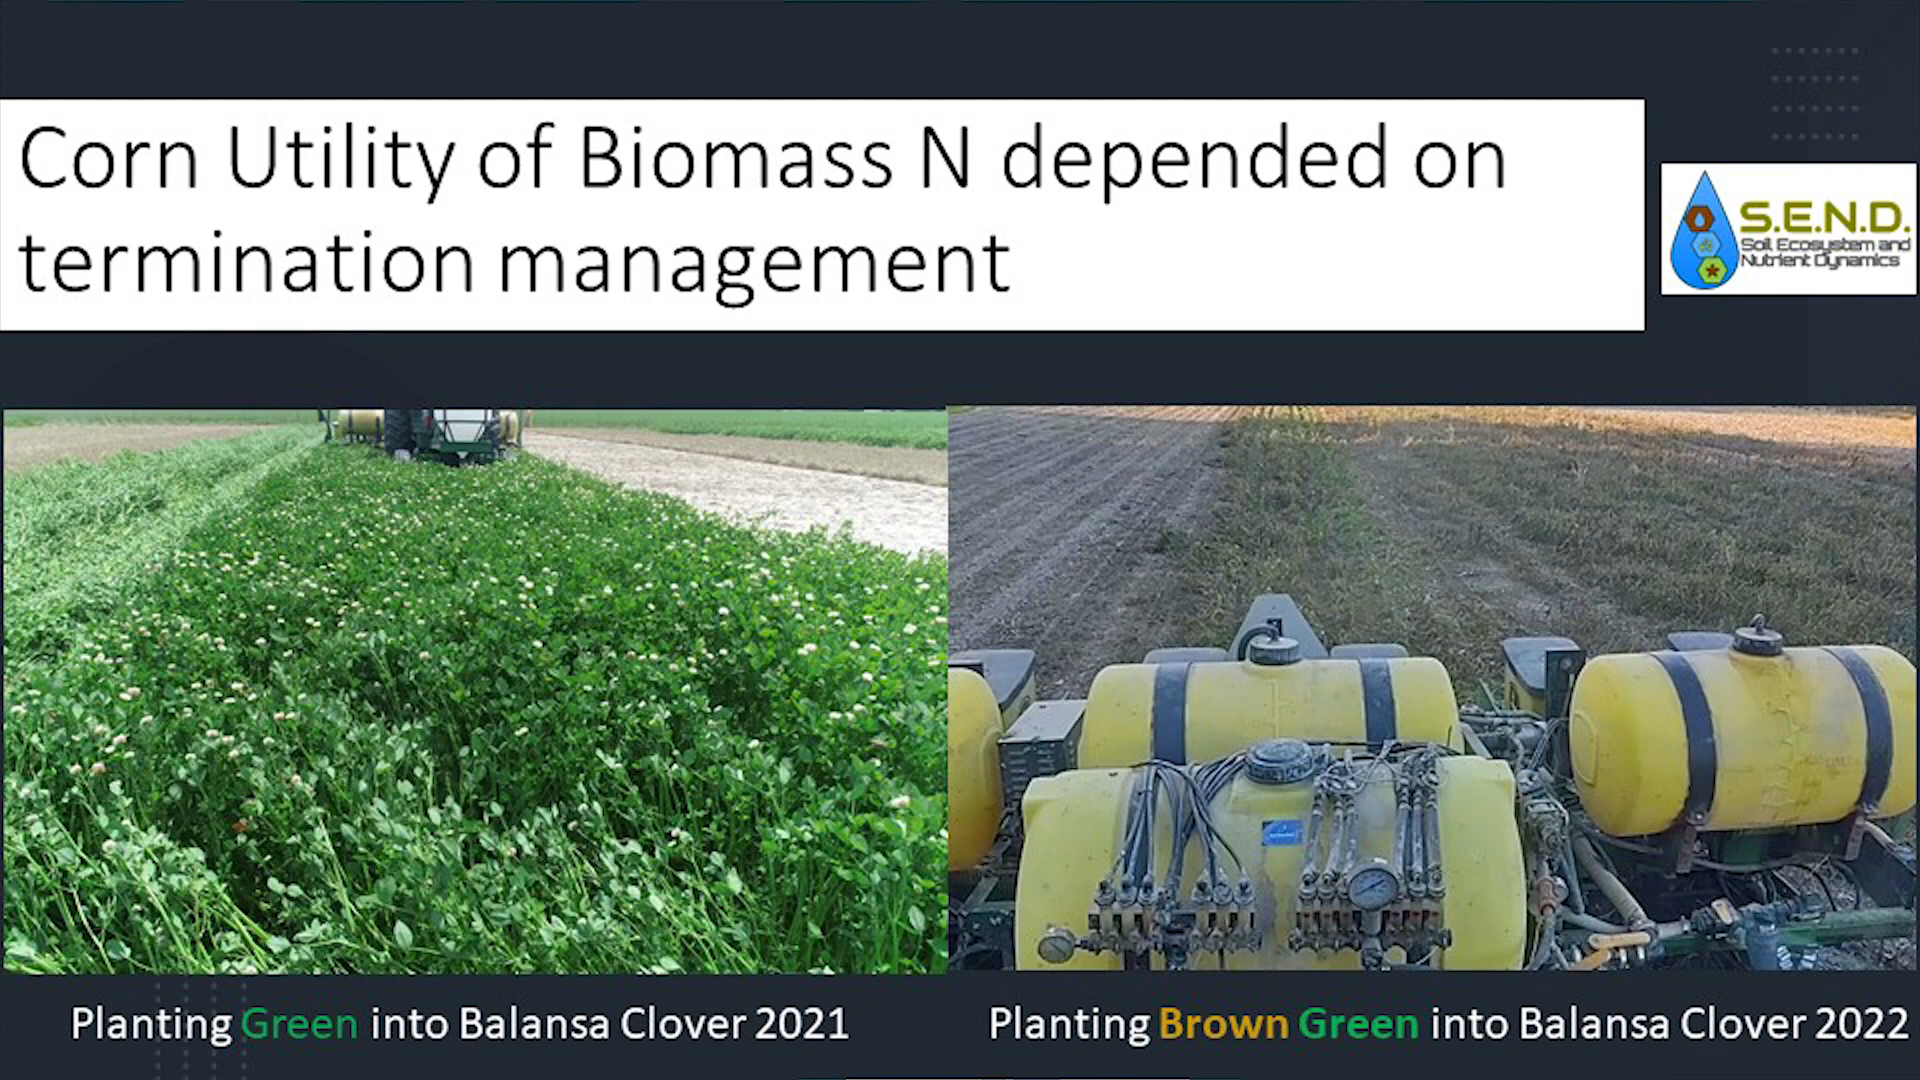 Corn Utility of Biomass N depended on
termination management
S.E.N.D.
Soil Ecosystem and
Nutrient Dynamics
Planting Green into Balansa Clover 2021
Planting Brown Green into Balansa Clover 2022